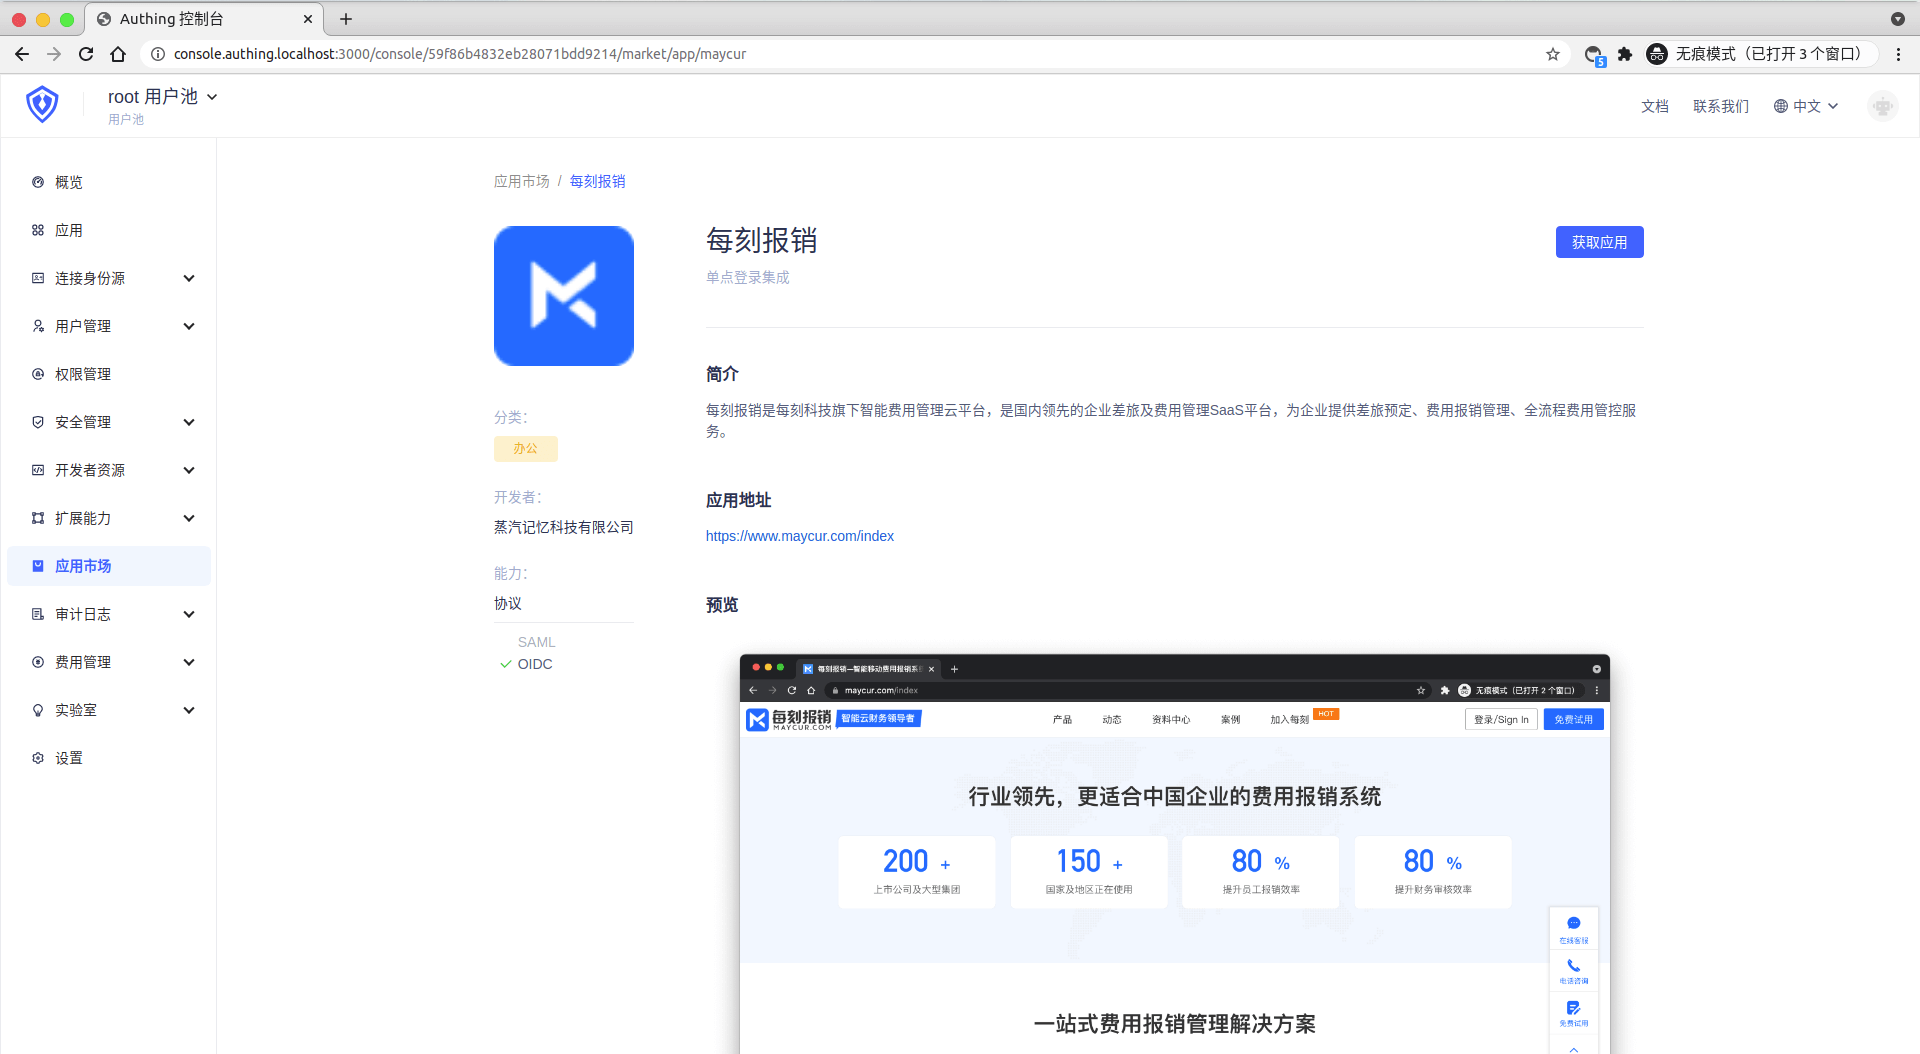 Authing 控制台
console.authing.localhost:3000/console/59f86b4832eb28071bdd9214/market/app/maycur
5
无痕模式（已打开 3 个窗口）
root 用户池
用户池
文档
联系我们
中文
概览
应用
连接身份源
用户管理
权限管理
安全管理
开发者资源
扩展能力
应用市场
审计日志
费用管理
实验室
设置
应用市场 / 每刻报销
每刻报销
单点登录集成
获取应用
分类：
办公
开发者：
蒸汽记忆科技有限公司
能力：
协议
SAML
OIDC
简介
每刻报销是每刻科技旗下智能费用管理云平台，是国内领先的企业差旅及费用管理SaaS平台，为企业提供差旅预定、费用报销管理、全流程费用管控服
务。
应用地址
https://www.maycur.com/index
预览
每刻报销—智能移动费用报销系
maycur.com/index
无痕模式（已打开 2 个窗口）
每刻报销
MAYCUR.COM
智能云财务领导者
产品
动态
资料中心
案例
加入每刻
HOT
登录/Sign In
免费试用
行业领先，更适合中国企业的费用报销系统
200 +
上市公司及大型集团
150 +
国家及地区正在使用
80 %
提升员工报销效率
80 %
提升财务审核效率
在线客服
电话咨询
免费试用
一站式费用报销管理解决方案